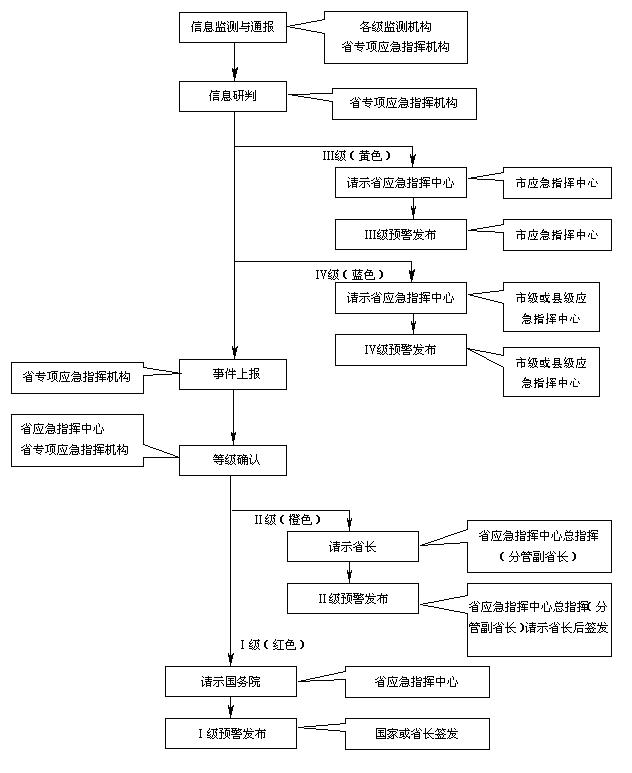 信息监测与通报
各级监测机构
省专项应急指挥机构
信息研判
省专项应急指挥机构
III级（黄色）
请示省应急指挥中心
市应急指挥中心
III级预警发布
市应急指挥中心
IV级（蓝色）
请示省应急指挥中心
市级或县级应
急指挥中心
IV级预警发布
市级或县级应
急指挥中心
省专项应急指挥机构
事件上报
省应急指挥中心
省专项应急指挥机构
等级确认
II级（橙色）
请示省长
省应急指挥中心总指挥
（分管副省长）
II级预警发布
省应急指挥中心总指挥（分
管副省长）请示省长后签发
I级（红色）
请示国务院
省应急指挥中心
I级预警发布
国家或省长签发